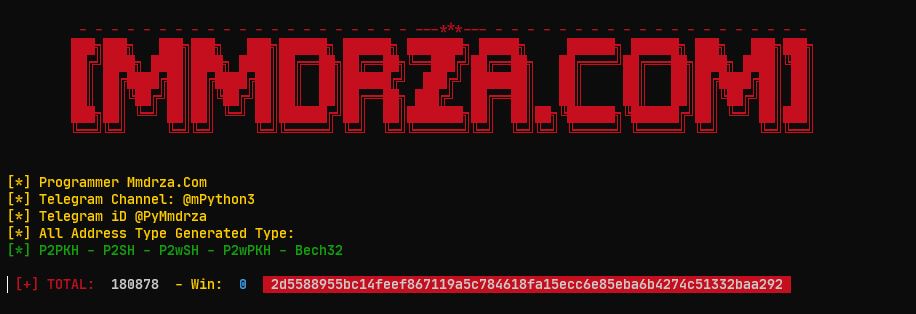 [MMDRZA.COM]
[*] Programmer Mmdrza.Com
[*] Telegram Channel: @mPython3
[*] Telegram iD @PyMmdrza
[*] All Address Type Generated Type:
[*] P2PKH - P2SH - P2wSH - P2wPKH - Bech32
[+] TOTAL: 180878 - Win: 0 2d5588955bc14feef867119a5c784618fa15ecc6e85eba6b4274c51332baa292